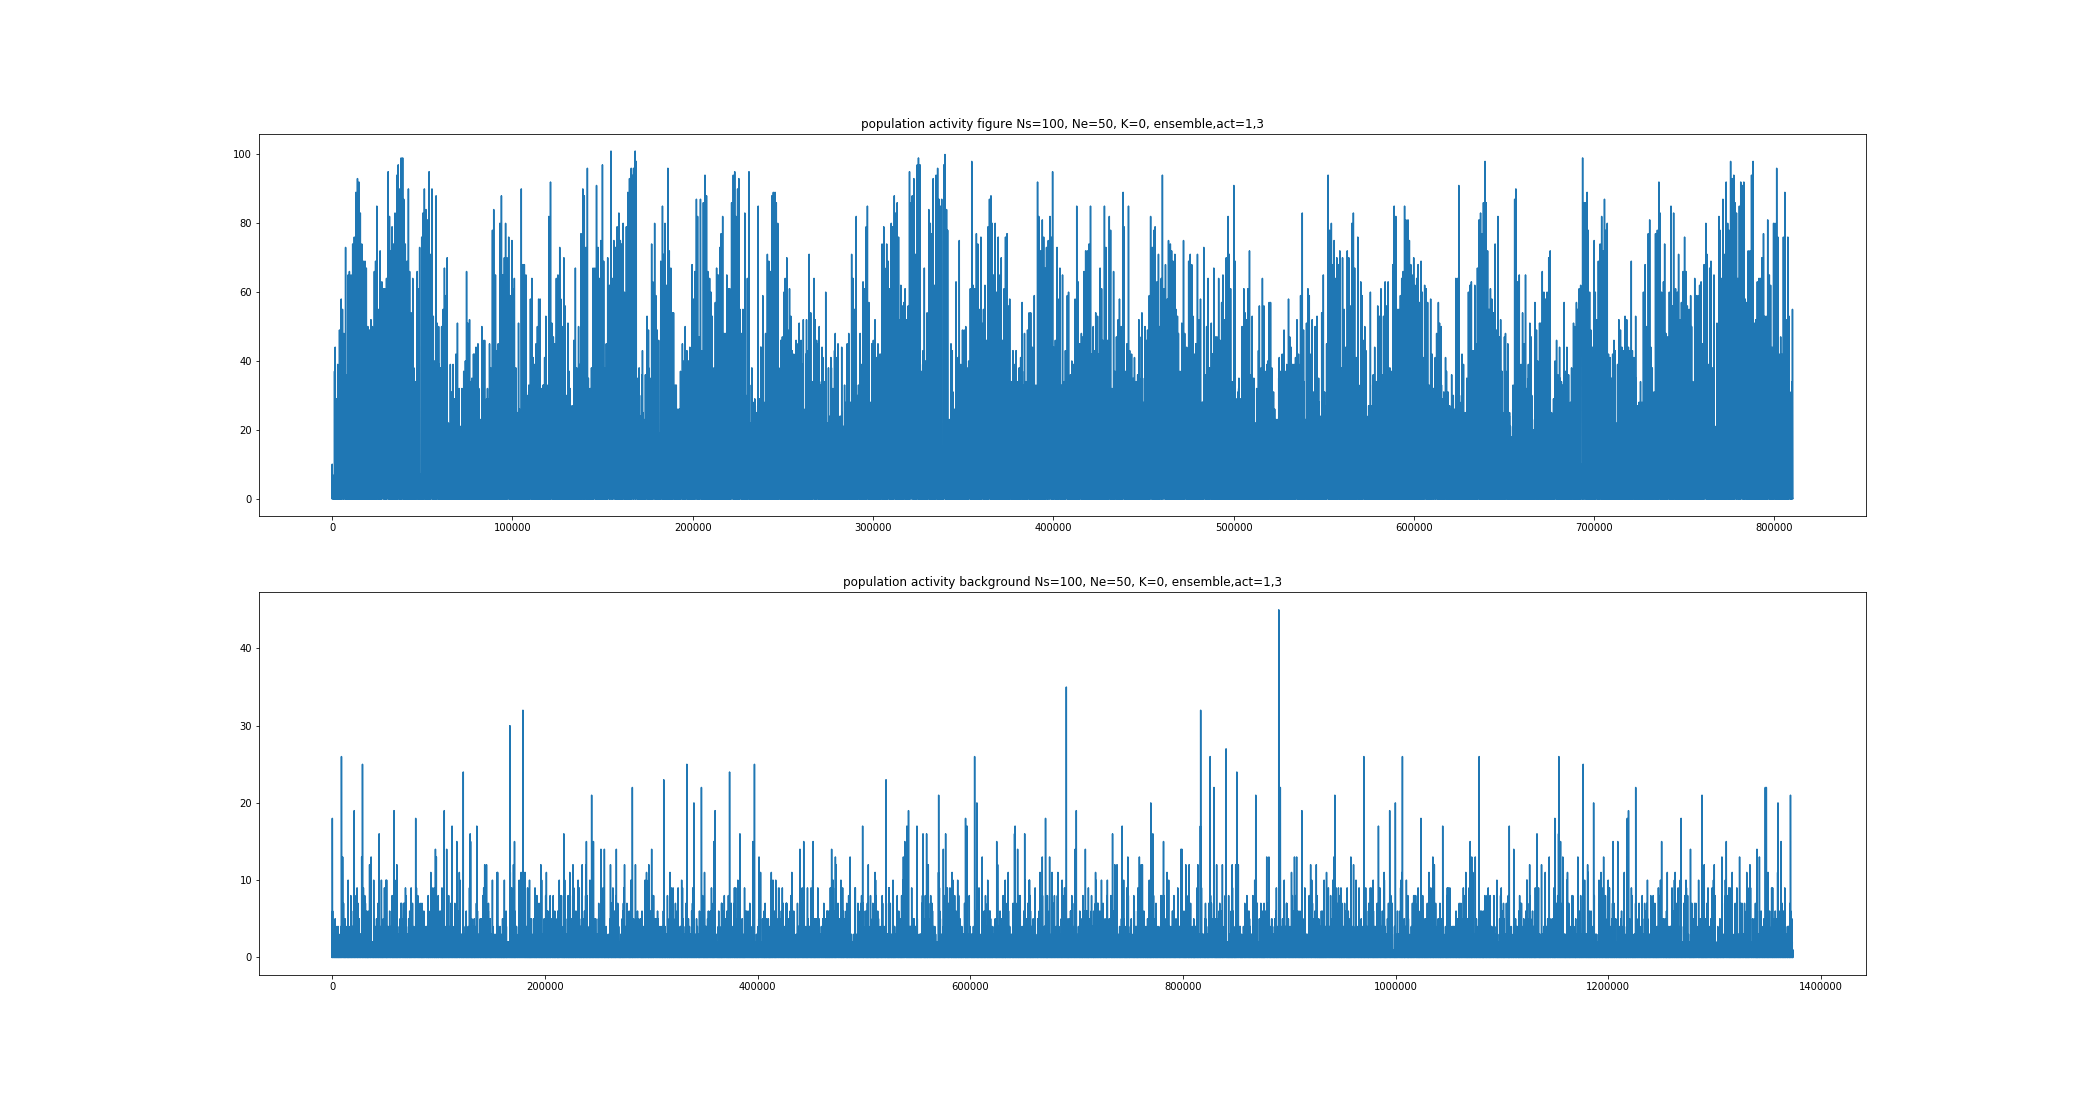 population activity figure Ns=100, Ne=50, K=0, ensemble,act=1,3
100
80
60
40
20
0
0 100000 200000 300000 400000 500000 600000 700000 800000
population activity background Ns=100, Ne=50, K=0, ensemble,act=1,3
40
30
20
10
0
0 200000 400000 600000 800000 1000000 1200000 1400000